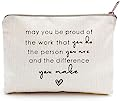 may you be proud of
the work that you do
the person you are
and the difference
you make